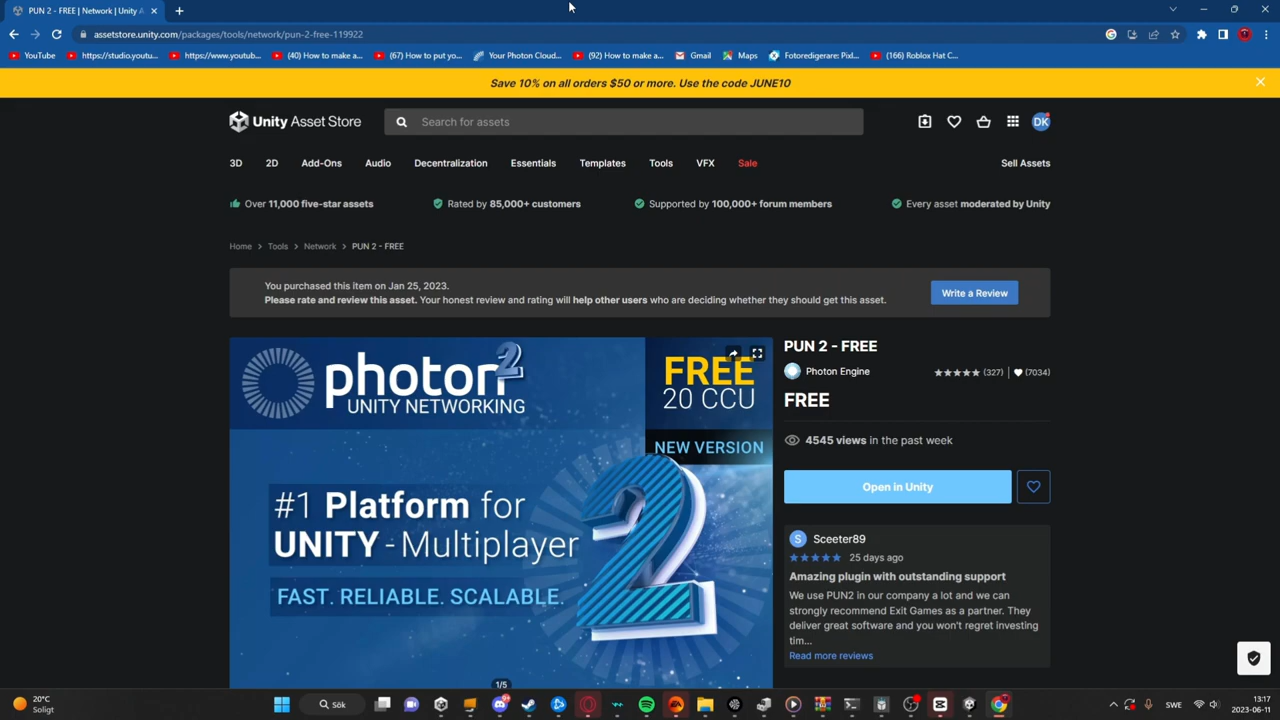 PUN 2 - FREE | Network | Unity A
assetstore.unity.com/packages/tools/network/pun-2-free-119922
YouTube
https://studio.youtu...
https://www.youtub...
(40) How to make a...
(67) How to put yo...
Your Photon Cloud...
(92) How to make a...
Gmail
Maps
Fotoredigerare: Pixl...
(166) Roblox Hat C...
Save 10% on all orders $50 or more. Use the code JUNE10
Unity Asset Store
Search for assets
DK
3D
2D
Add-Ons
Audio
Decentralization
Essentials
Templates
Tools
VFX
Sale
Sell Assets
Over 11,000 five-star assets
Rated by 85,000+ customers
Supported by 100,000+ forum members
Every asset moderated by Unity
Home > Tools > Network > PUN 2 - FREE
You purchased this item on Jan 25, 2023.
Please rate and review this asset. Your honest review and rating will help other users who are deciding whether they should get this asset.
Write a Review
photon 2
UNITY NETWORKING
FREE
20 CCU
NEW VERSION
#1 Platform for
UNITY - Multiplayer
FAST. RELIABLE. SCALABLE.
2
1/5
PUN 2 - FREE
Photon Engine
(327)
(7034)
FREE
4545 views in the past week
Open in Unity
S
Sceeter89
25 days ago
Amazing plugin with outstanding support
We use PUN2 in our company a lot and we can
strongly recommend Exit Games as a partner. They
deliver great software and you won't regret investing
tim...
Read more reviews
20°C
Soligt
Sök
SWE
13:17
2023-06-11